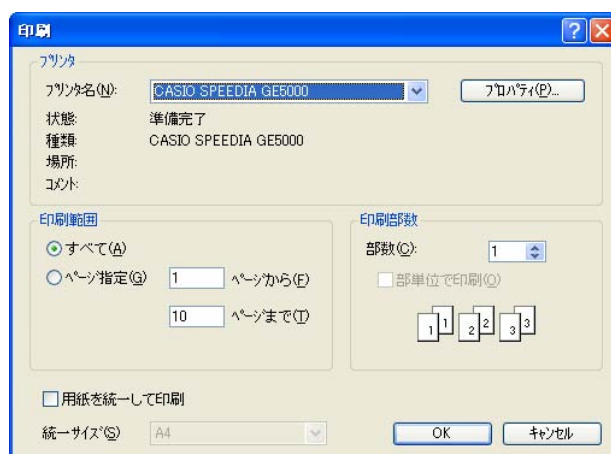 印刷
プリンタ
プリンタ名(N):
CASIO SPEEDIA GE5000
プロパティ(P)...
状態:
準備完了
種類:
CASIO SPEEDIA GE5000
場所:
コメント:
印刷範囲
すべて(A)
ページ指定(G)
1
ページから(F)
10
ページまで(T)
印刷部数
部数(C):
1
部単位で印刷(O)
1 1 2 2 3 3
用紙を統一して印刷
統一サイズ(S)
A4
OK
キャンセル